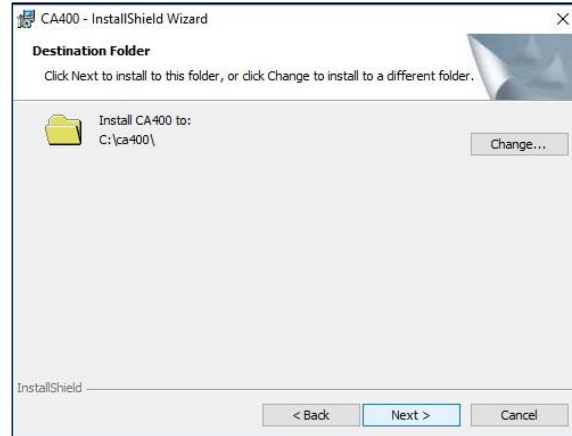 CA400 - InstallShield Wizard
Destination Folder
Click Next to install to this folder, or click Change to install to a different folder.
Install CA400 to:
C:\ca400\
Change...
InstallShield
< Back
Next >
Cancel